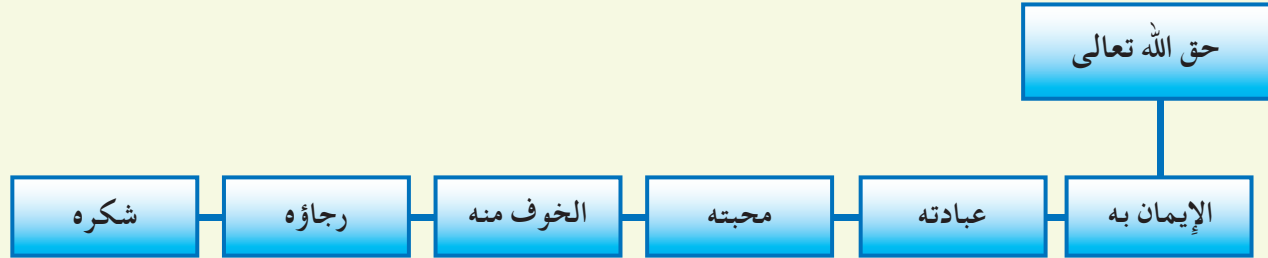 حق الله تعالى
الإيمان به
عبادته
محبته
الخوف منه
رجاؤه
شكره